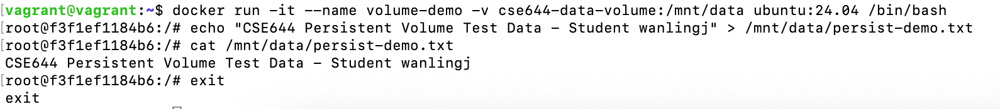 [vagrant@vagrant:~$ docker run -it --name volume-demo -v cse644-data-volume:/mnt/data ubuntu:24.04 /bin/bash
[root@f3f1ef1184b6:/# echo "CSE644 Persistent Volume Test Data - Student wanlingj" > /mnt/data/persist-demo.txt
[root@f3f1ef1184b6:/# cat /mnt/data/persist-demo.txt
CSE644 Persistent Volume Test Data - Student wanlingj
[root@f3f1ef1184b6:/# exit
exit